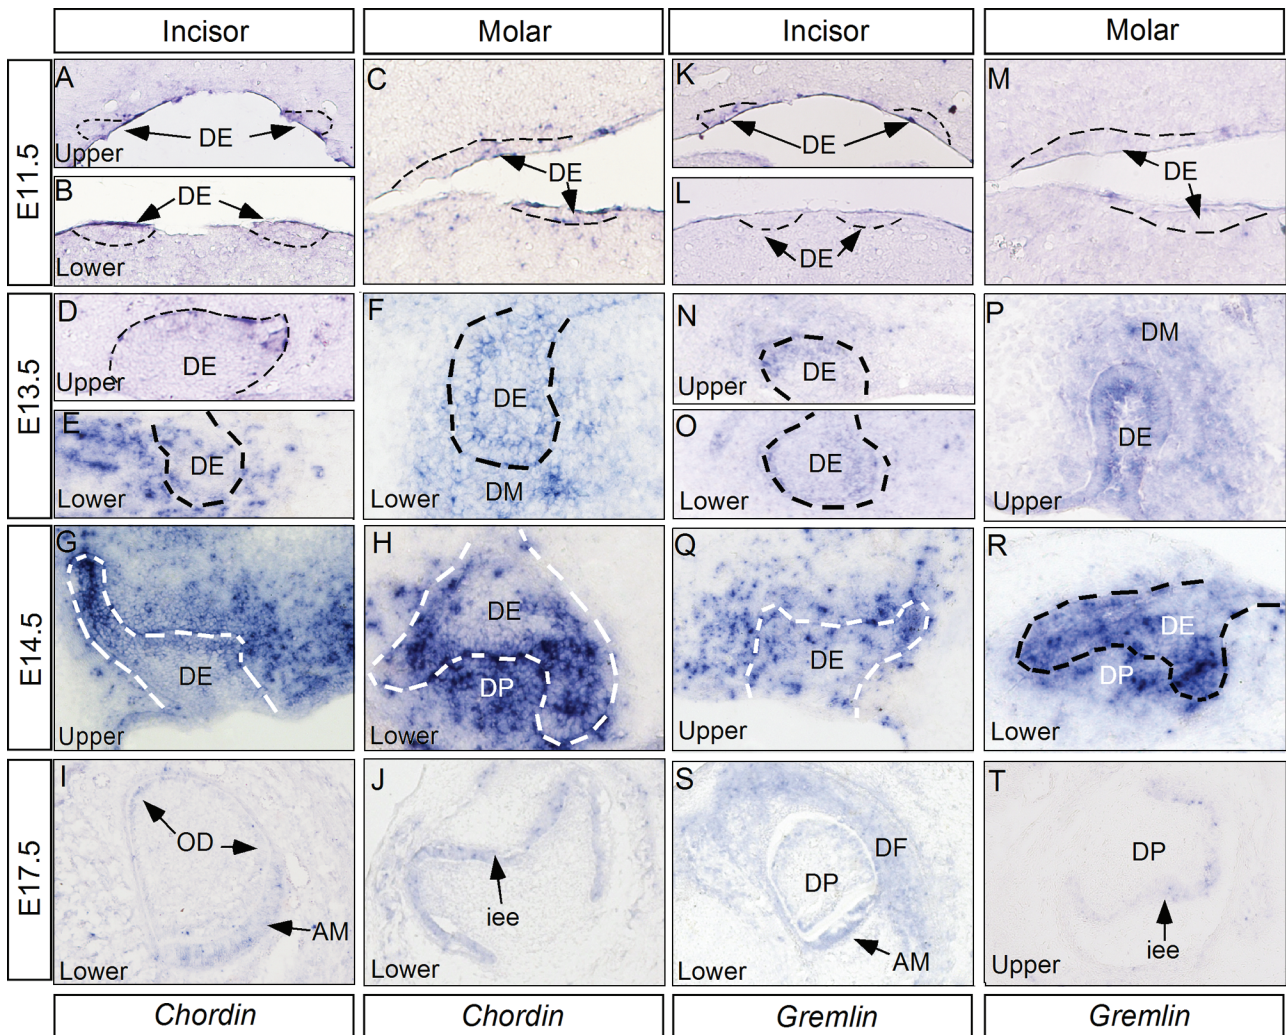 Incisor
Molar
Incisor
Molar
E11.5
A
DE
Upper
B
DE
Lower
C
DE
K
DE
Upper
L
DE
Lower
M
DE
E13.5
D
DE
Upper
E
DE
Lower
F
DE
DM
Lower
N
DE
Upper
O
DE
Lower
P
DM
DE
Upper
E14.5
G
DE
Upper
H
DE
DP
Lower
Q
DE
Upper
R
DE
DP
Lower
E17.5
I
OD
AM
Lower
J
iee
Lower
S
DF
DP
AM
Lower
T
DP
iee
Upper
Chordin
Chordin
Gremlin
Gremlin